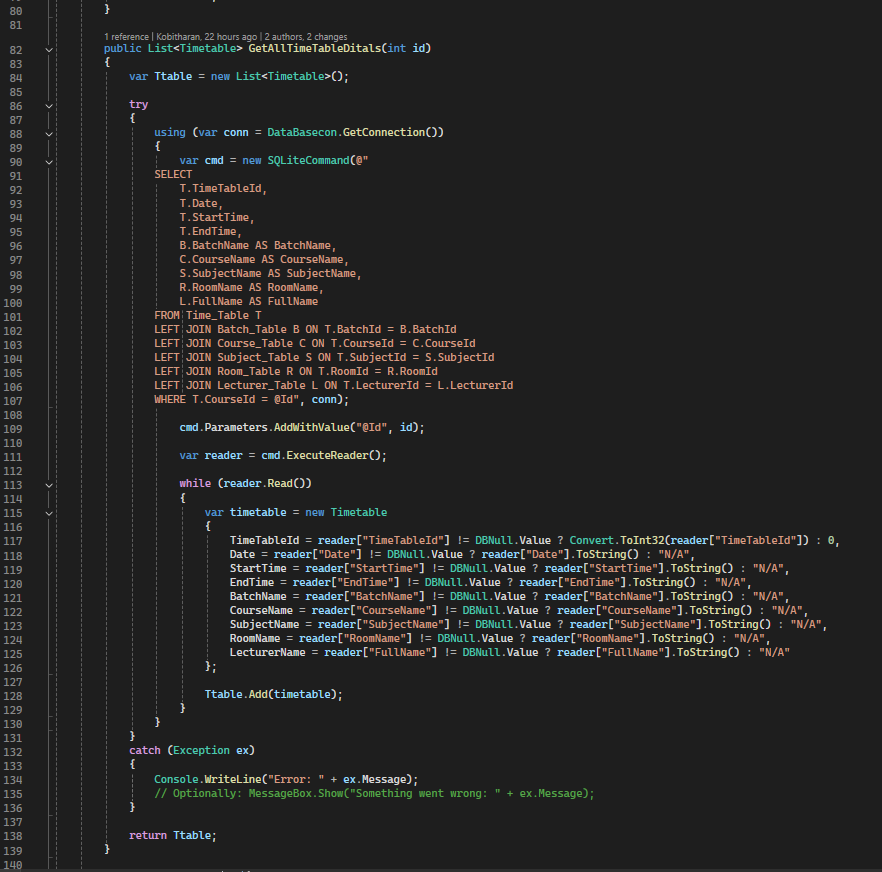 80 }
81
1 reference | Kobitharan, 22 hours ago | 2 authors, 2 changes
82 public List<Timetable> GetAllTimeTableDitals(int id)
83 {
84 var Ttable = new List<Timetable>();
85
86 try
87 {
88 using (var conn = DataBasecon.GetConnection())
89 {
90 var cmd = new SQLiteCommand(@"
91 SELECT
92 T.TimeTableId,
93 T.Date,
94 T.StartTime,
95 T.EndTime,
96 B.BatchName AS BatchName,
97 C.CourseName AS CourseName,
98 S.SubjectName AS SubjectName,
99 R.RoomName AS RoomName,
100 L.FullName AS FullName
101 FROM Time_Table T
102 LEFT JOIN Batch_Table B ON T.BatchId = B.BatchId
103 LEFT JOIN Course_Table C ON T.CourseId = C.CourseId
104 LEFT JOIN Subject_Table S ON T.SubjectId = S.SubjectId
105 LEFT JOIN Room_Table R ON T.RoomId = R.RoomId
106 LEFT JOIN Lecturer_Table L ON T.LecturerId = L.LecturerId
107 WHERE T.CourseId = @Id", conn);
108
109 cmd.Parameters.AddWithValue("@Id", id);
110
111 var reader = cmd.ExecuteReader();
112
113 while (reader.Read())
114 {
115 var timetable = new Timetable
116 {
117 TimeTableId = reader["TimeTableId"] != DBNull.Value ? Convert.ToInt32(reader["TimeTableId"]) : 0,
118 Date = reader["Date"] != DBNull.Value ? reader["Date"].ToString() : "N/A",
119 StartTime = reader["StartTime"] != DBNull.Value ? reader["StartTime"].ToString() : "N/A",
120 EndTime = reader["EndTime"] != DBNull.Value ? reader["EndTime"].ToString() : "N/A",
121 BatchName = reader["BatchName"] != DBNull.Value ? reader["BatchName"].ToString() : "N/A",
122 CourseName = reader["CourseName"] != DBNull.Value ? reader["CourseName"].ToString() : "N/A",
123 SubjectName = reader["SubjectName"] != DBNull.Value ? reader["SubjectName"].ToString() : "N/A",
124 RoomName = reader["RoomName"] != DBNull.Value ? reader["RoomName"].ToString() : "N/A",
125 LecturerName = reader["FullName"] != DBNull.Value ? reader["FullName"].ToString() : "N/A"
126 };
127
128 Ttable.Add(timetable);
129 }
130 }
131 }
132 catch (Exception ex)
133 {
134 Console.WriteLine("Error: " + ex.Message);
135 // Optionally: MessageBox.Show("Something went wrong: " + ex.Message);
136 }
137
138 return Ttable;
139 }
140